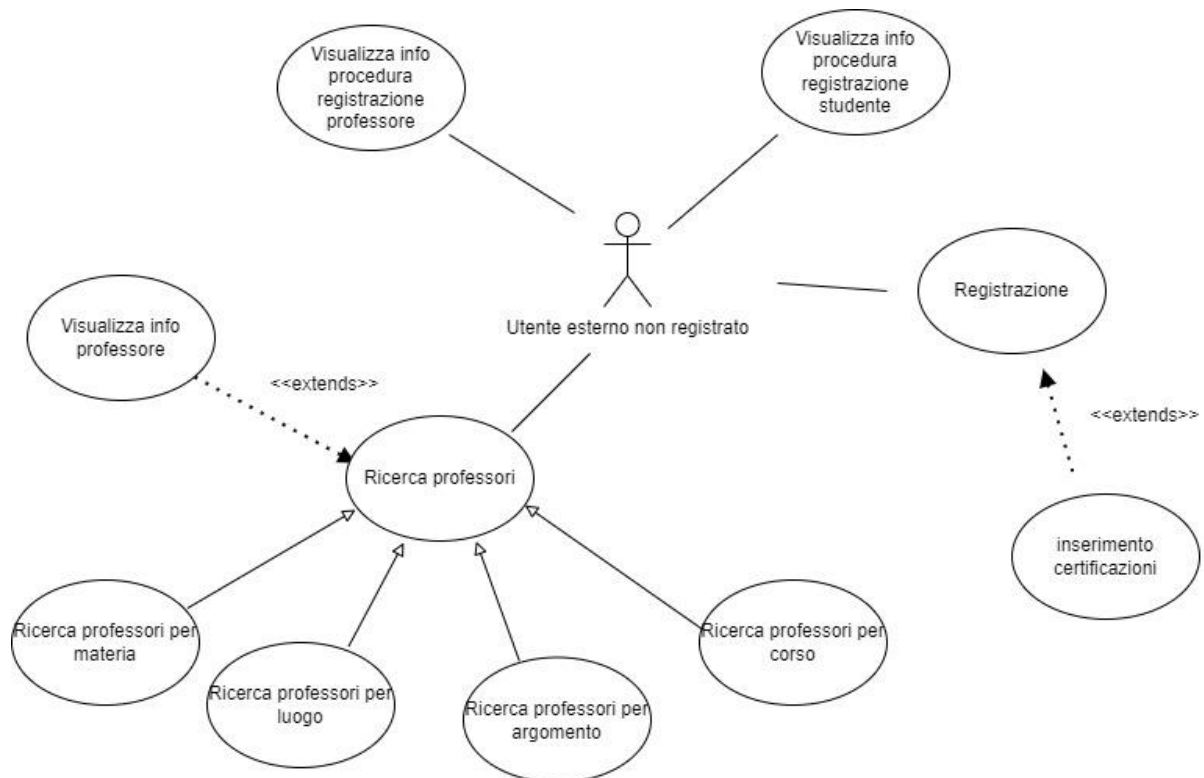 Visualizza info
procedura
registrazione
professore
Visualizza info
procedura
registrazione
studente
Registrazione
Visualizza info
professore
Utente esterno non registrato
<<extends>>
<<extends>>
Ricerca professori
inserimento
certificazioni
Ricerca professori per
materia
Ricerca professori per
luogo
Ricerca professori per
argomento
Ricerca professori per
corso